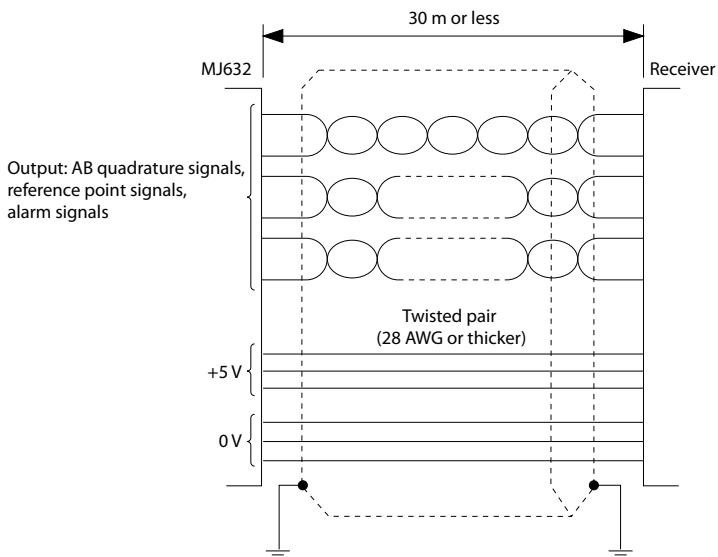 30 m or less
MJ632
Receiver
Output: AB quadrature signals,
reference point signals,
alarm signals
Twisted pair
(28 AWG or thicker)
+5 V
0 V